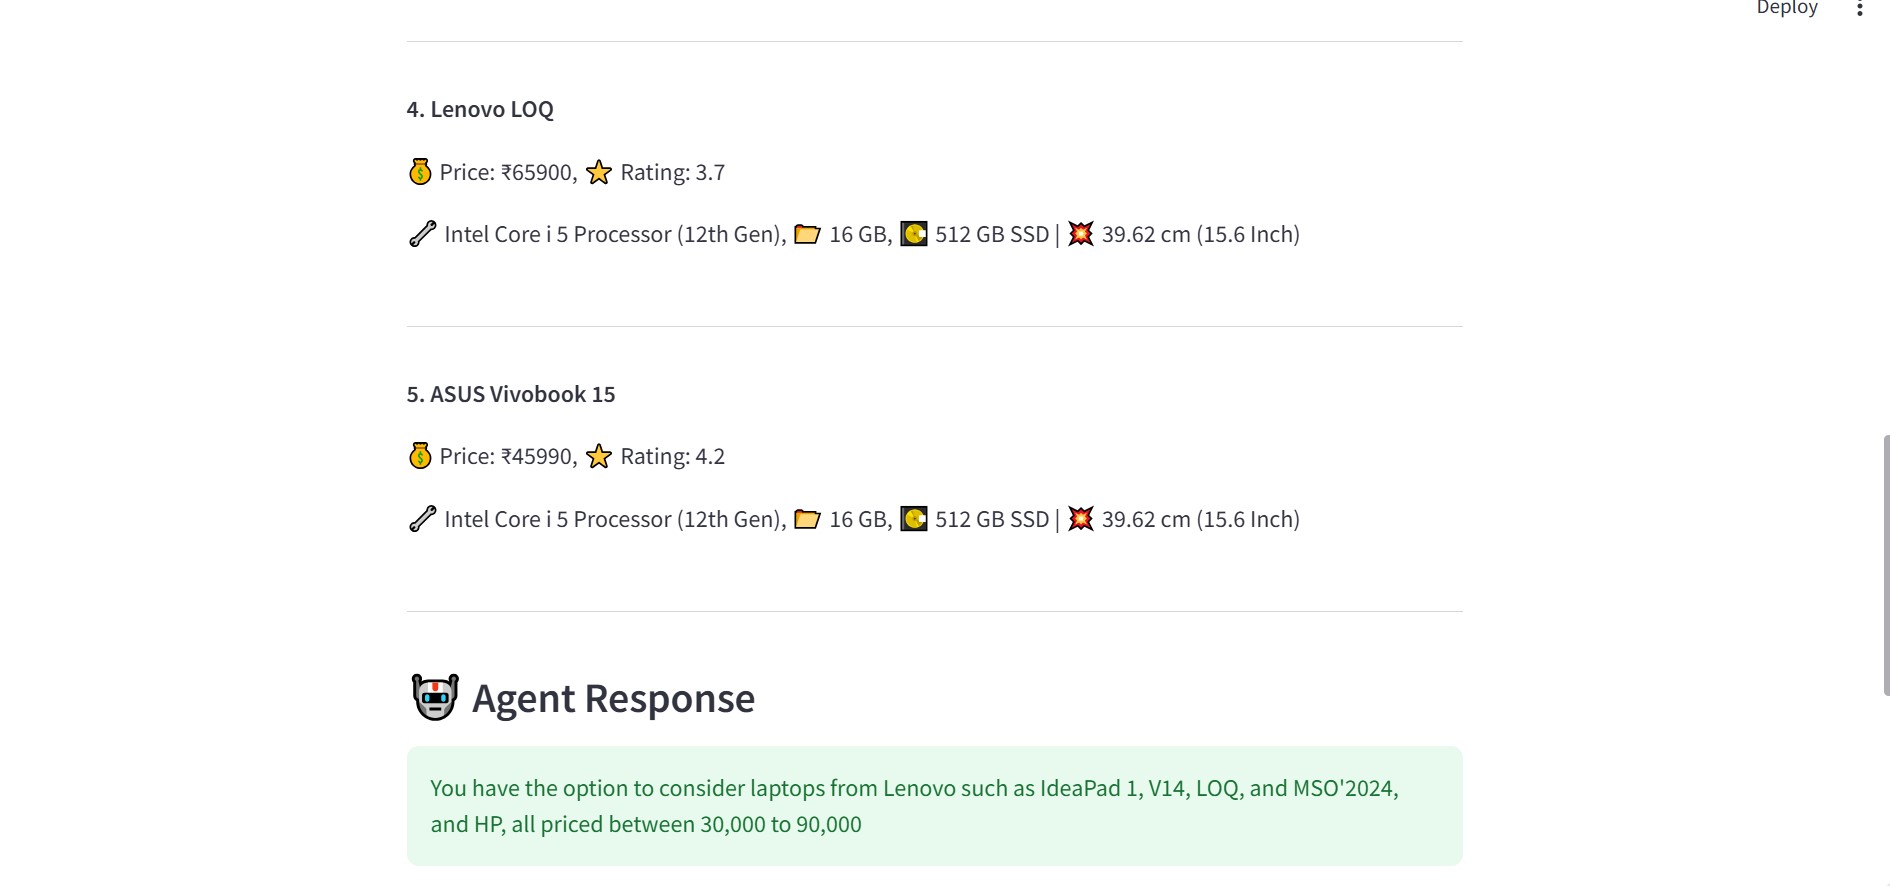 Deploy
4. Lenovo LOQ
Price: ₹65900, Rating: 3.7
Intel Core i 5 Processor (12th Gen), 16 GB, 512 GB SSD | 39.62 cm (15.6 Inch)
5. ASUS Vivobook 15
Price: ₹45990, Rating: 4.2
Intel Core i 5 Processor (12th Gen), 16 GB, 512 GB SSD | 39.62 cm (15.6 Inch)
Agent Response
You have the option to consider laptops from Lenovo such as IdeaPad 1, V14, LOQ, and MSO'2024,
and HP, all priced between 30,000 to 90,000